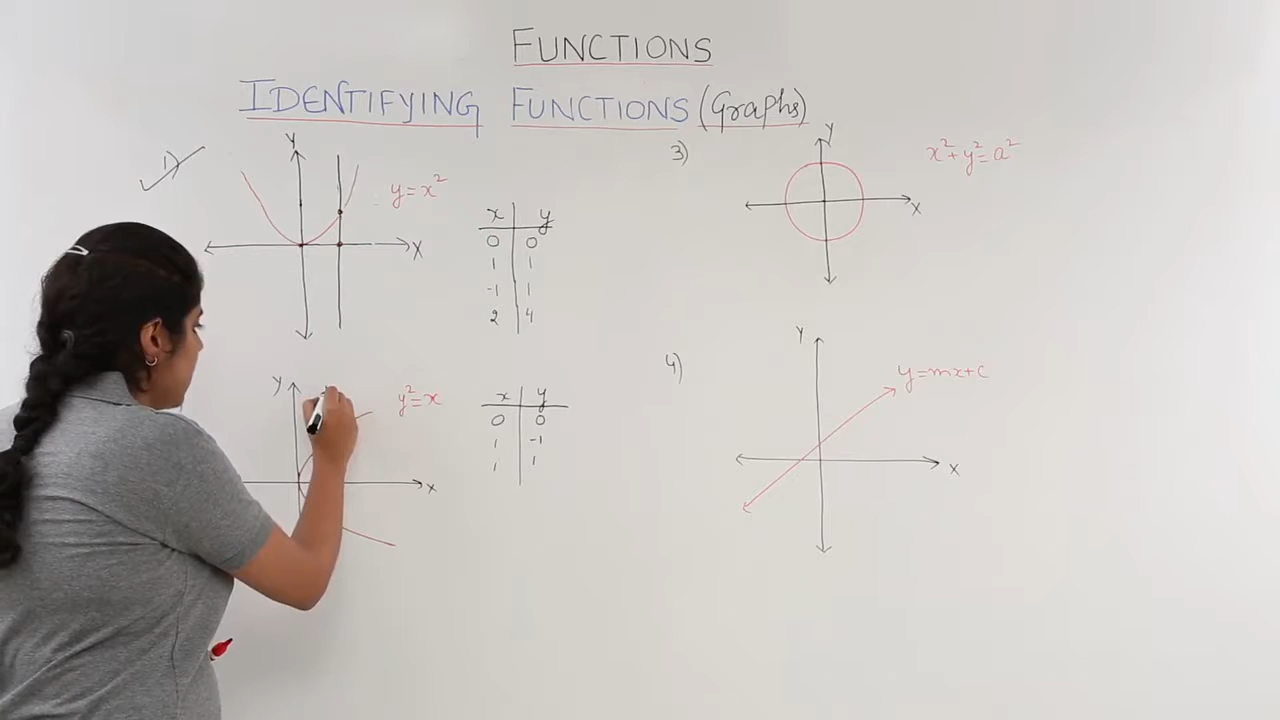 FUNCTIONS
IDENTIFYING FUNCTIONS (Graphs)
1)
Y
X
y=x²
x y
0 0
1 1
-1 1
2 4
Y
X
y²=x
x y
0 0
1 -1
1 1
3)
Y
X
x²+y²=a²
4)
Y
X
y=mx+c